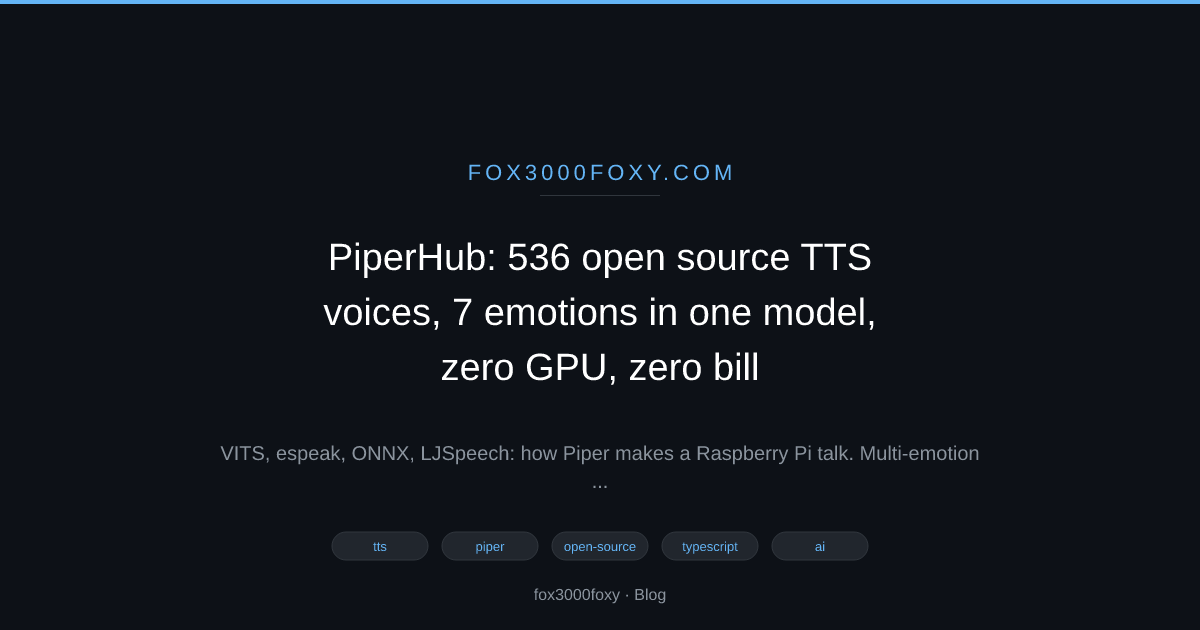 FOX3000FOXY.COM
PiperHub: 536 open source TTS
voices, 7 emotions in one model,
zero GPU, zero bill
VITS, espeak, ONNX, LJSpeech: how Piper makes a Raspberry Pi talk. Multi-emotion
...
tts piper open-source typescript ai
fox3000foxy · Blog